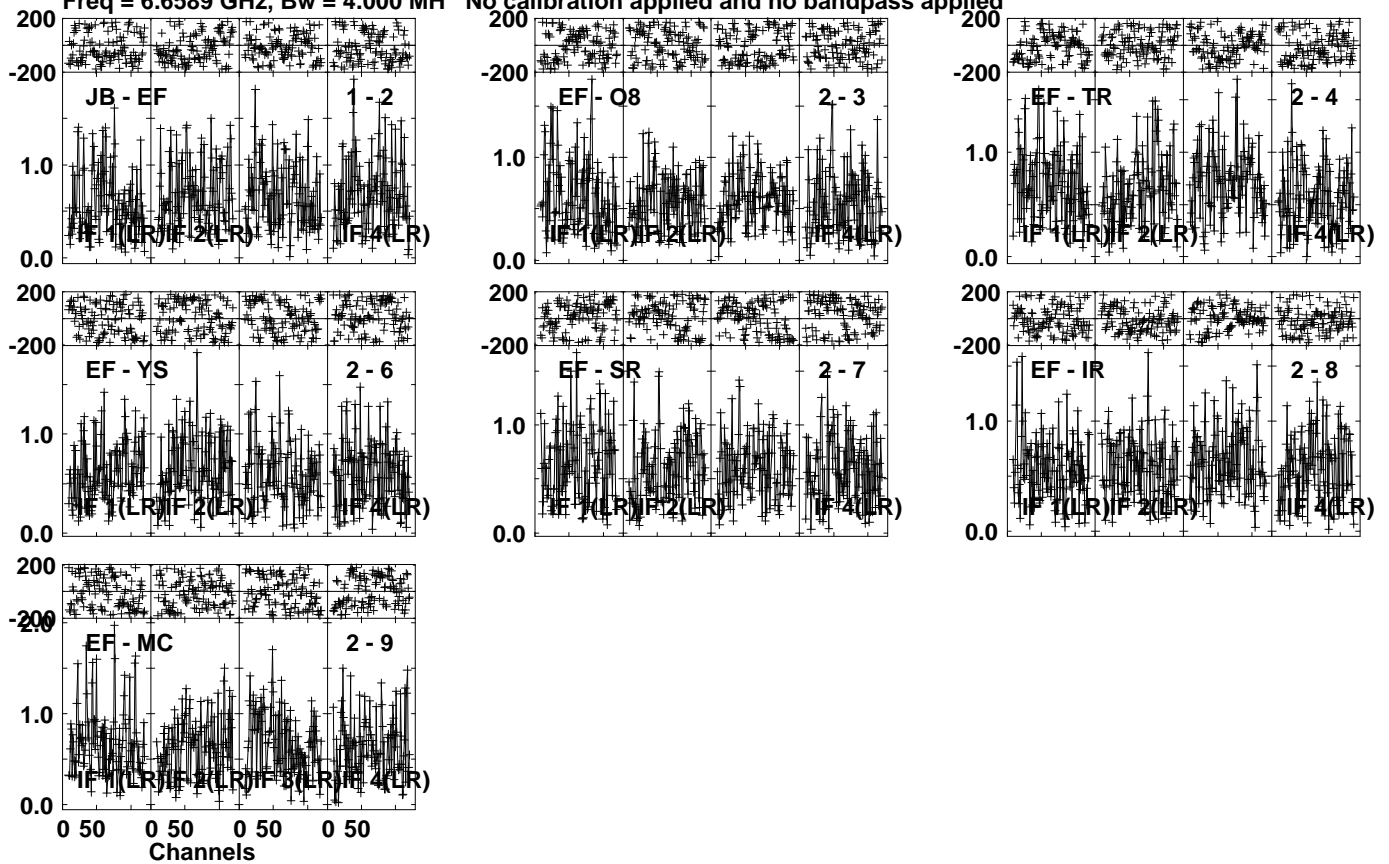 Freq = 6.6589 GHz, Bw = 4.000 MH No calibration applied and no bandpass applied
200 200 200
-200 -200 -200
JB - EF 1 - 2 EF - O8 2 - 3 EF - TR 2 - 4
1.0 1.0 1.0
IF 1(LR) IF 2(LR) IF 4(LR) IF 1(LR) IF 2(LR) IF 4(LR) IF 1(LR) IF 2(LR) IF 4(LR)
0.0 0.0 0.0
200 200 200
-200 -200 -200
EF - YS 2 - 6 EF - SR 2 - 7 EF - IR 2 - 8
1.0 1.0 1.0
IF 1(LR) IF 2(LR) IF 4(LR) IF 1(LR) IF 2(LR) IF 4(LR) IF 1(LR) IF 2(LR) IF 4(LR)
0.0 0.0 0.0
200
-200
2.0
EF - MC 2 - 9
1.0
IF 1(LR) IF 2(LR) IF 3(LR) IF 4(LR)
0.0
0 50 0 50 0 50 0 50
Channels